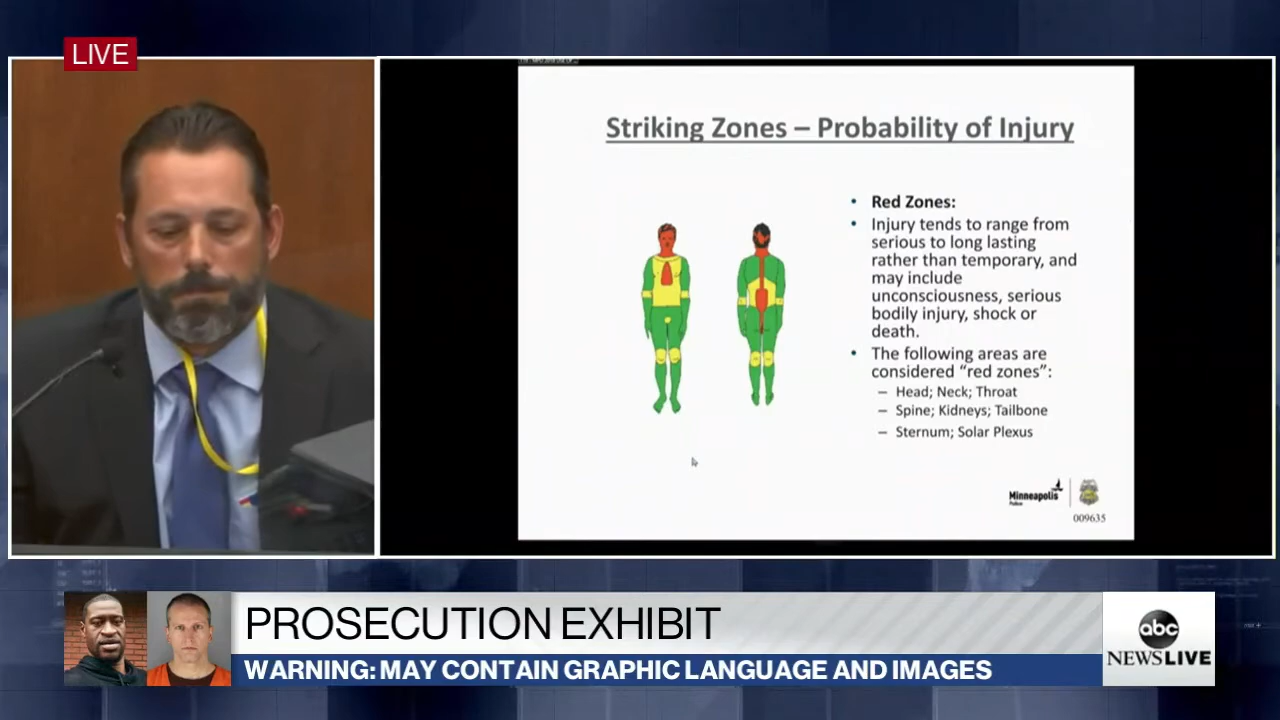 LIVE
Striking Zones – Probability of Injury
• Red Zones:
• Injury tends to range from
serious to long lasting
rather than temporary, and
may include
unconsciousness, serious
bodily injury, shock or
death.
• The following areas are
considered “red zones”:
– Head; Neck; Throat
– Spine; Kidneys; Tailbone
– Sternum; Solar Plexus
Minneapolis
Police
009635
PROSECUTION EXHIBIT
WARNING: MAY CONTAIN GRAPHIC LANGUAGE AND IMAGES
abc
NEWSLIVE